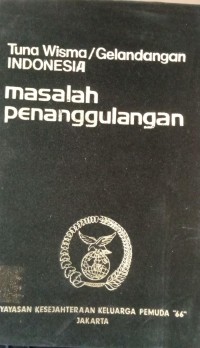 Tuna Wisma/Gelandangan
INDONESIA
masalah
penanggulangan
YAYASAN KESEJAHTERAAN KELUARGA PEMUDA "66"
JAKARTA